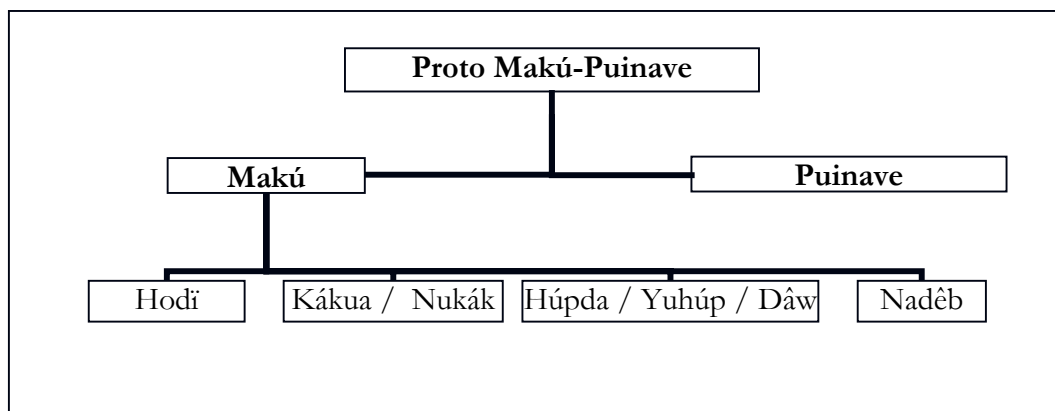 Proto Makú-Puinave
Makú
Puinave
Hodï
Kákua / Nukák
Húpda / Yuhúp / Dâw
Nadêb